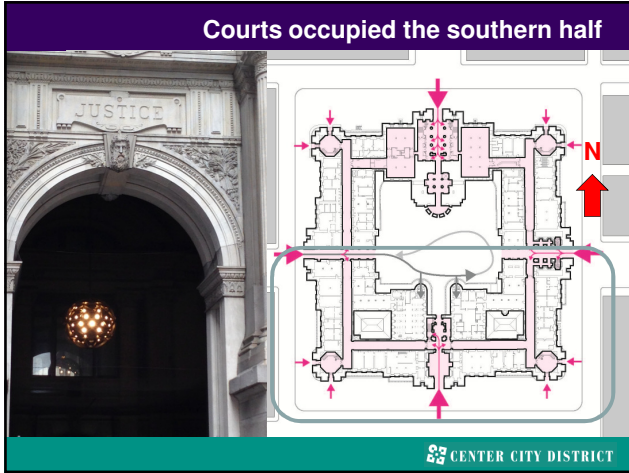 Courts occupied the southern half
JUSTICE
N
CENTER CITY DISTRICT